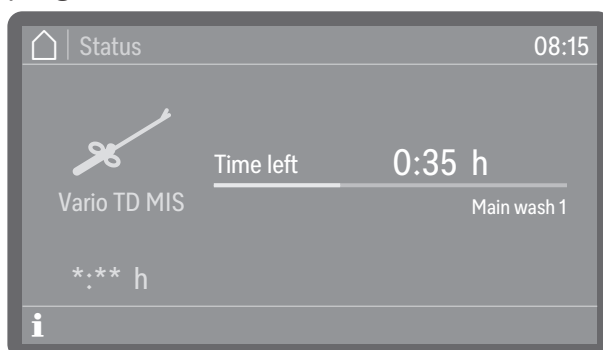 Status 08:15
Time left 0:35 h
Vario TD MIS
Main wash 1
*:** h
i